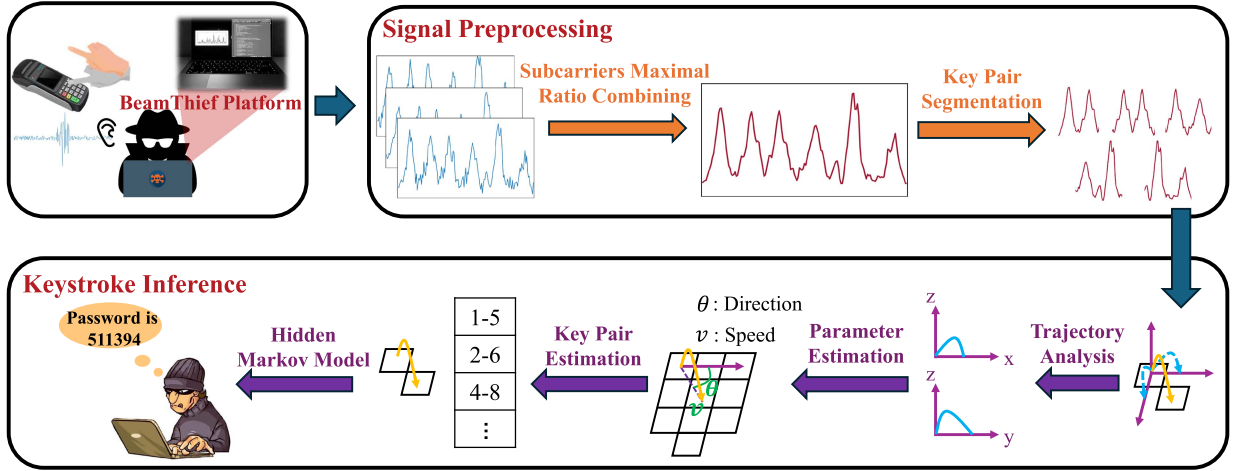 BeamThief Platform
Signal Preprocessing
Subcarriers Maximal
Ratio Combining
Key Pair
Segmentation
Keystroke Inference
Password is
511394
Hidden
Markov Model
1-5
2-6
4-8
⋮
Key Pair
Estimation
θ : Direction
v : Speed
θ
v
Parameter
Estimation
z
x
z
y
Trajectory
Analysis